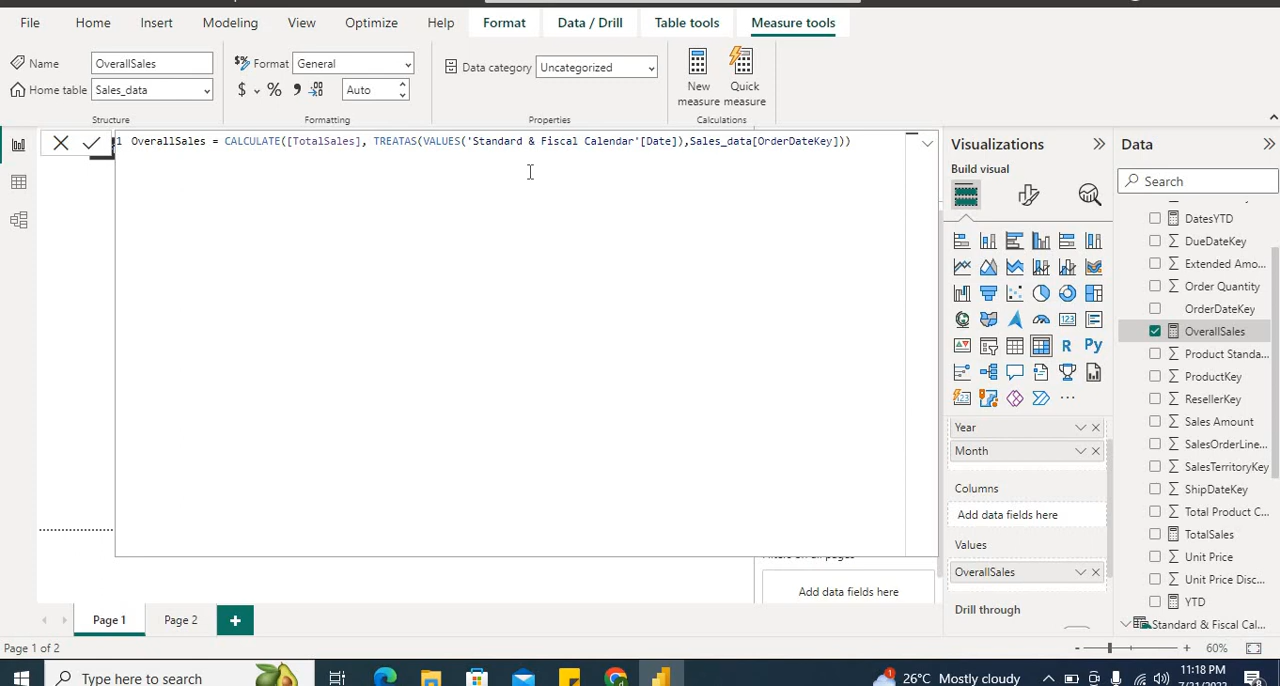 File Home Insert Modeling View Optimize Help Format Data / Drill Table tools Measure tools
Name OverallSales
Format General
Data category Uncategorized
New measure
Quick measure
Home table Sales_data
$ % 9 Auto
Structure
Formatting
Properties
Calculations
1 OverallSales = CALCULATE([TotalSales], TREATAS(VALUES('Standard & Fiscal Calendar'[Date]),Sales_data[OrderDateKey]))
Visualizations
Build visual
R
Py
123
Year
Month
Columns
Add data fields here
Values
OverallSales
Drill through
Data
Search
DatesYTD
DueDateKey
Extended Amo...
Order Quantity
OrderDateKey
OverallSales
Product Standa...
ProductKey
ResellerKey
Sales Amount
SalesOrderLine...
SalesTerritoryKey
ShipDateKey
Total Product C...
TotalSales
Unit Price
Unit Price Disc...
YTD
Standard & Fiscal Cal...
Add data fields here
Page 1
Page 2
+
Page 1 of 2
- + 60%
Type here to search
26°C Mostly cloudy
11:18 PM